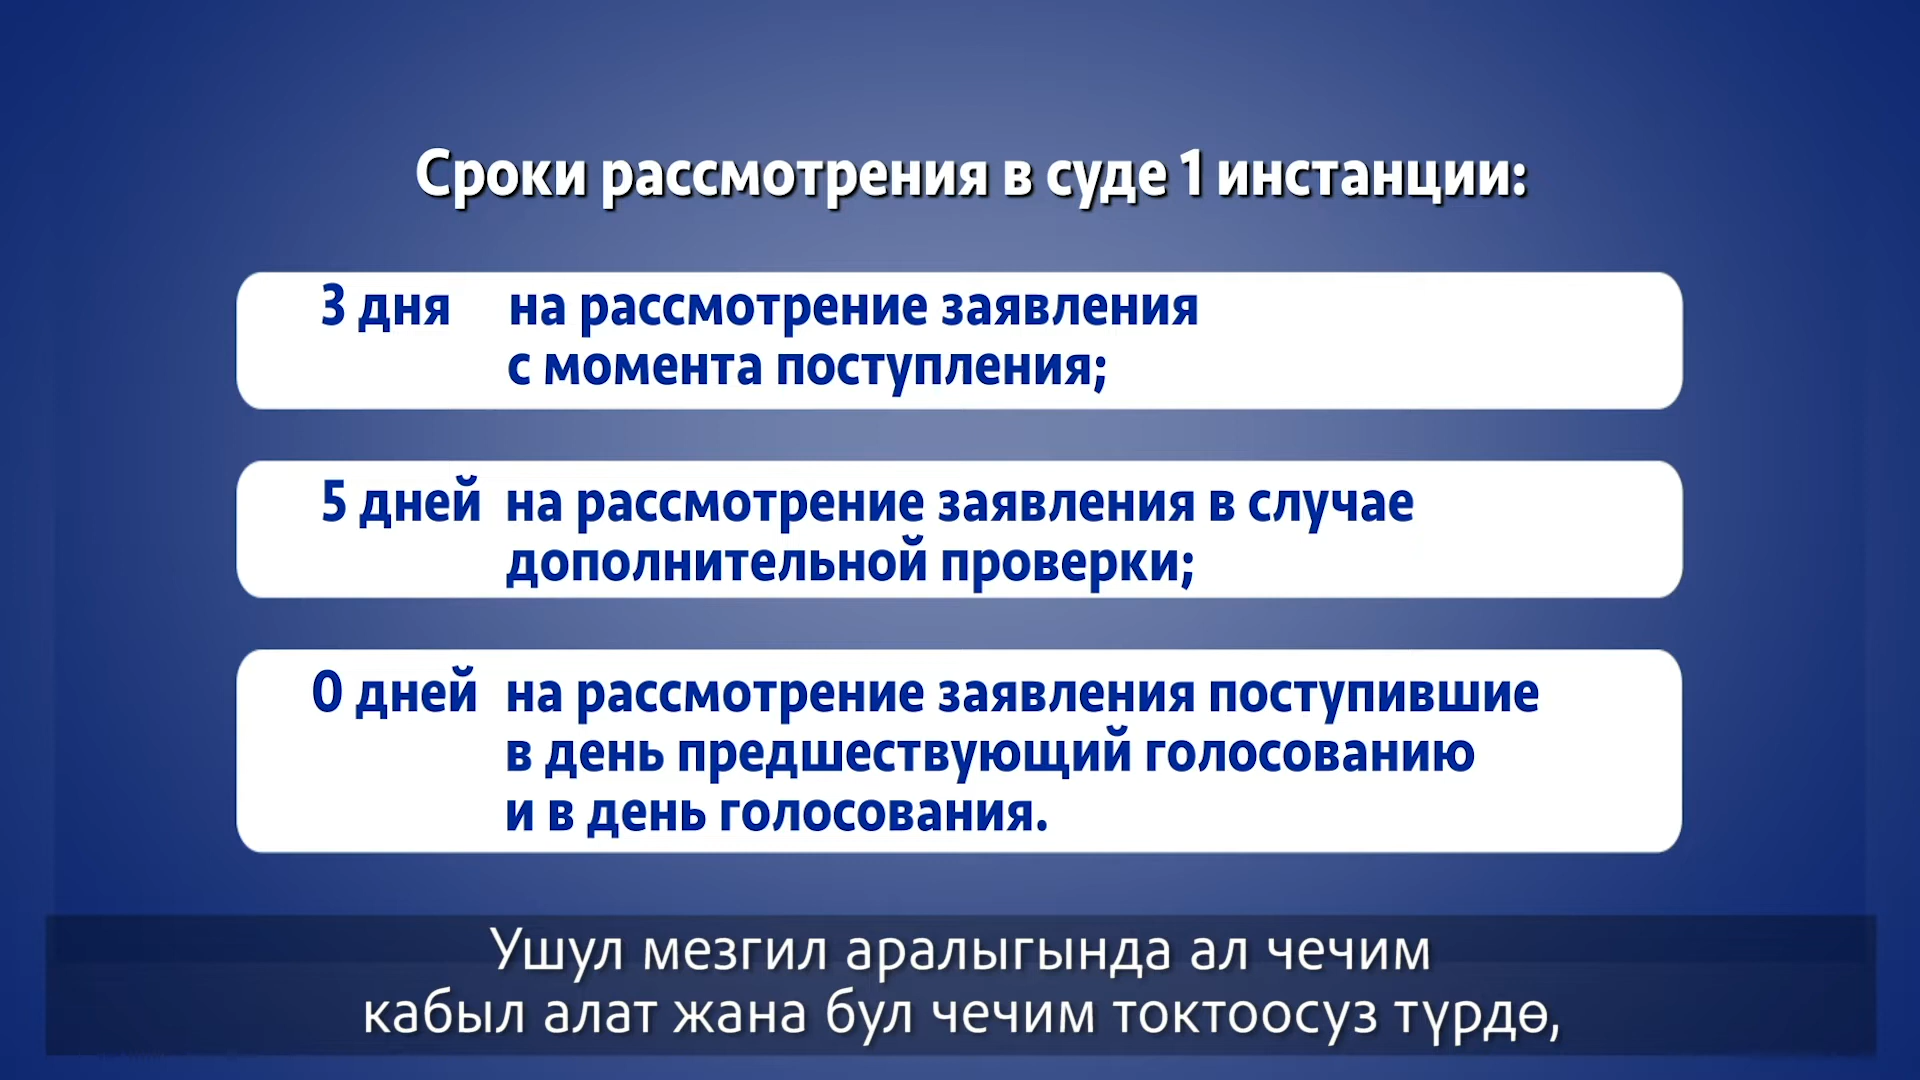 Сроки рассмотрения в суде 1 инстанции:
3 дня на рассмотрение заявления
с момента поступления;
5 дней на рассмотрение заявления в случае
дополнительной проверки;
0 дней на рассмотрение заявления поступившие
в день предшествующий голосованию
и в день голосования.
Ушул мезгил аралыгында ал чечим
кабыл алат жана бул чечим токтоосуз түрдө,